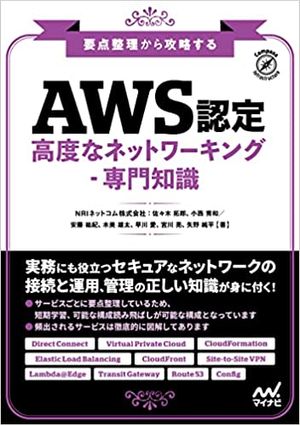 要点整理から攻略する
Compass
Infrastructure
AWS認定
高度なネットワーキング
-専門知識
NRIネットコム株式会社：佐々木 拓郎、小西 秀和／
安藤 裕紀、木美 雄太、早川 愛、宮川 亮、矢野 純平［著］
実務にも役立つセキュアなネットワークの
接続と運用、管理の正しい知識が身に付く！
●サービスごとに要点整理しているため、
短期学習、可能な構成読み飛ばしが可能な構成となっています
●頻出されるサービスは徹底的に図解してあります
Direct Connect Virtual Private Cloud CloudFormation
Elastic Load Balancing CloudFront Site-to-Site VPN
Lambda@Edge Transit Gateway Route 53 Config
マイナビ